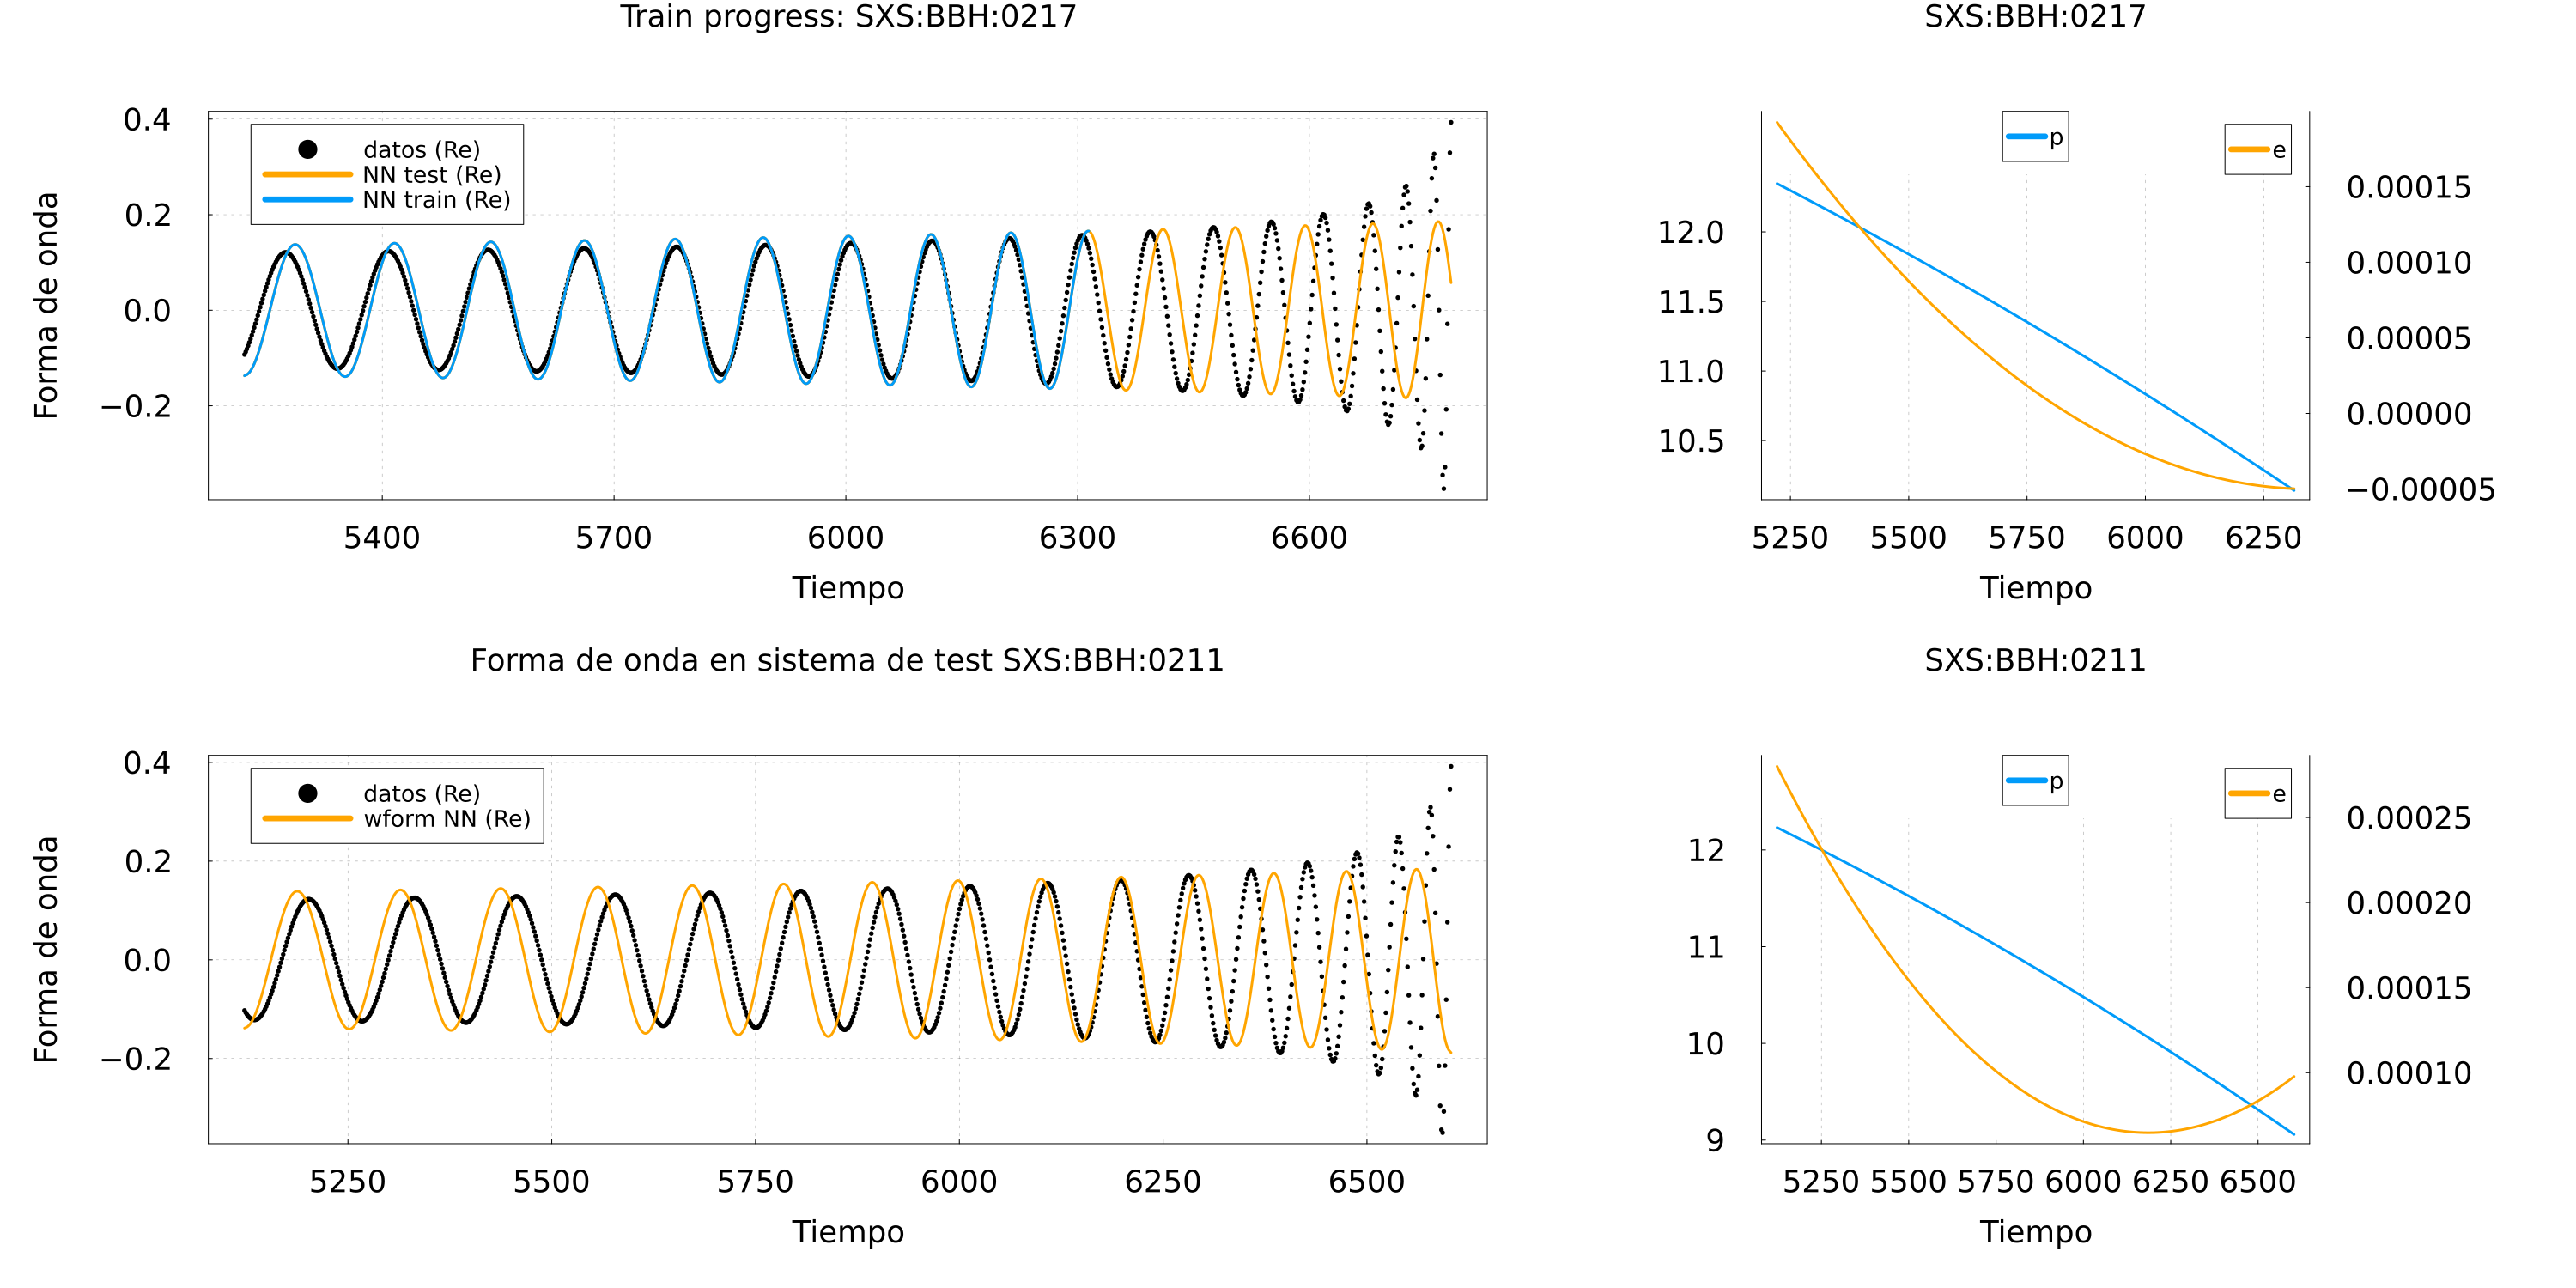 Train progress: SXS:BBH:0217
Forma de onda
0.4
0.2
0.0
−0.2
datos (Re)
NN test (Re)
NN train (Re)
5400 5700 6000 6300 6600
Tiempo
SXS:BBH:0217
12.0
11.5
11.0
10.5
p
e
0.00015
0.00010
0.00005
0.00000
−0.00005
5250 5500 5750 6000 6250
Tiempo
Forma de onda en sistema de test SXS:BBH:0211
Forma de onda
0.4
0.2
0.0
−0.2
datos (Re)
wform NN (Re)
5250 5500 5750 6000 6250 6500
Tiempo
SXS:BBH:0211
12
11
10
9
p
e
0.00025
0.00020
0.00015
0.00010
5250 5500 5750 6000 6250 6500
Tiempo